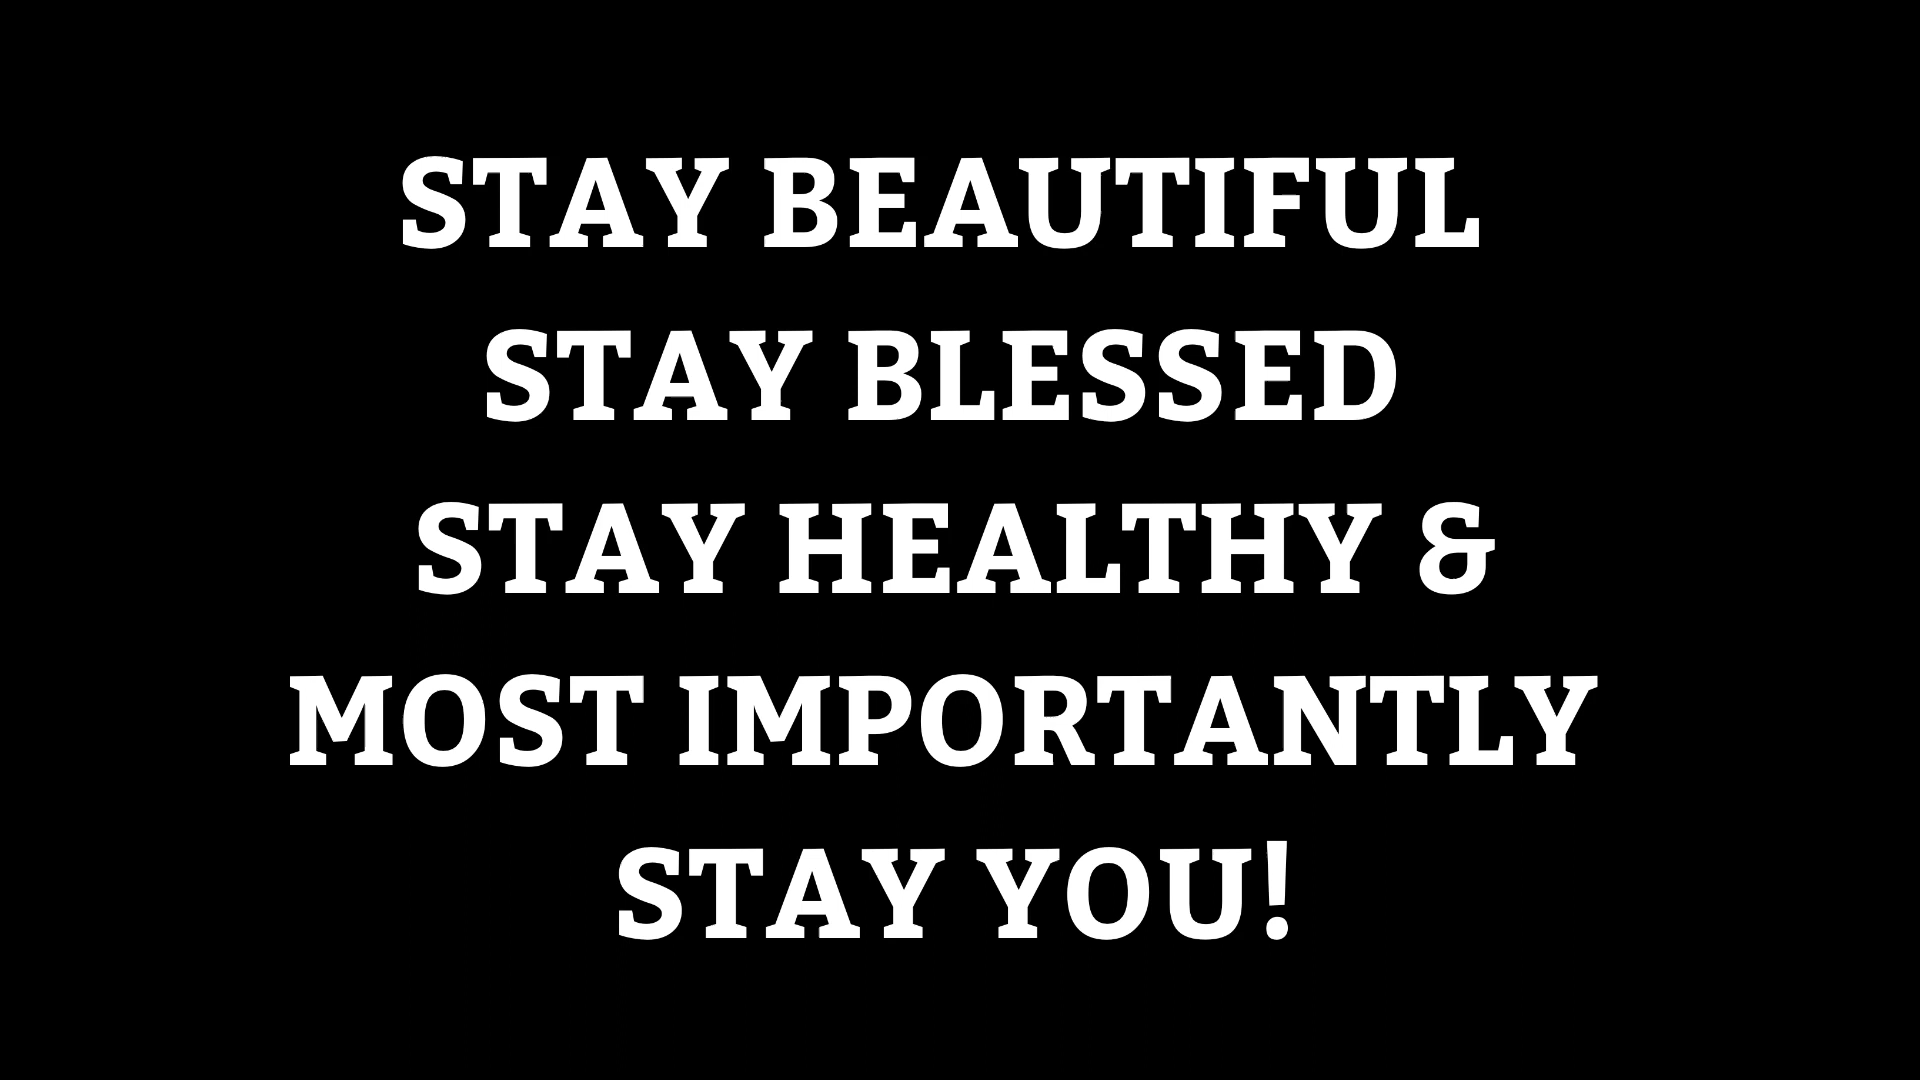 STAY BEAUTIFUL
STAY BLESSED
STAY HEALTHY &
MOST IMPORTANTLY
STAY YOU!